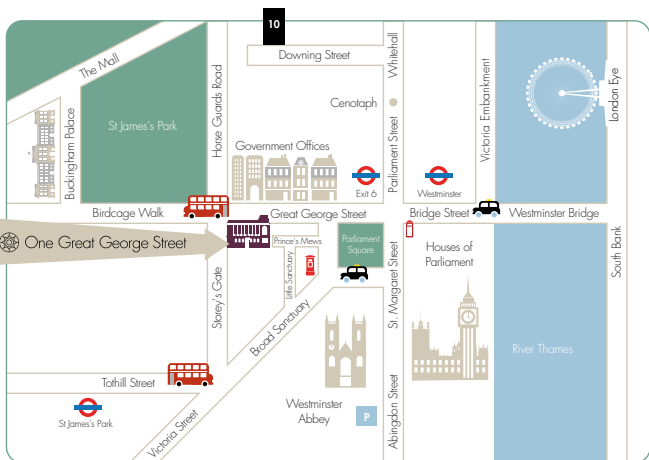 10
Downing Street
The Mall
Whitehall
Cenotaph
Horse Guards Road
St James's Park
Buckingham Palace
Government Offices
Parliament Street
Victoria Embankment
London Eye
Exit 6
Westminster
Birdcage Walk
Great George Street
Bridge Street
Westminster Bridge
One Great George Street
Prince's Mews
Parliament
Square
Houses of
Parliament
Little Sanctuary
Storey's Gate
St. Margaret Street
South Bank
Broad Sanctuary
River Thames
Tothill Street
St James's Park
Victoria Street
Westminster
Abbey
P
Abingdon Street